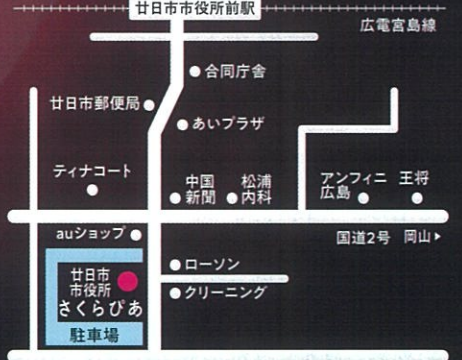 廿日市市役所前駅
広電宮島線
合同庁舎
廿日市郵便局
あいプラザ
ティナコート
中国
新聞
松浦
内科
アンフィニ
広島
王将
auショップ
国道2号 岡山▶
ローソン
廿日市
市役所
さくらぴあ
クリーニング
駐車場